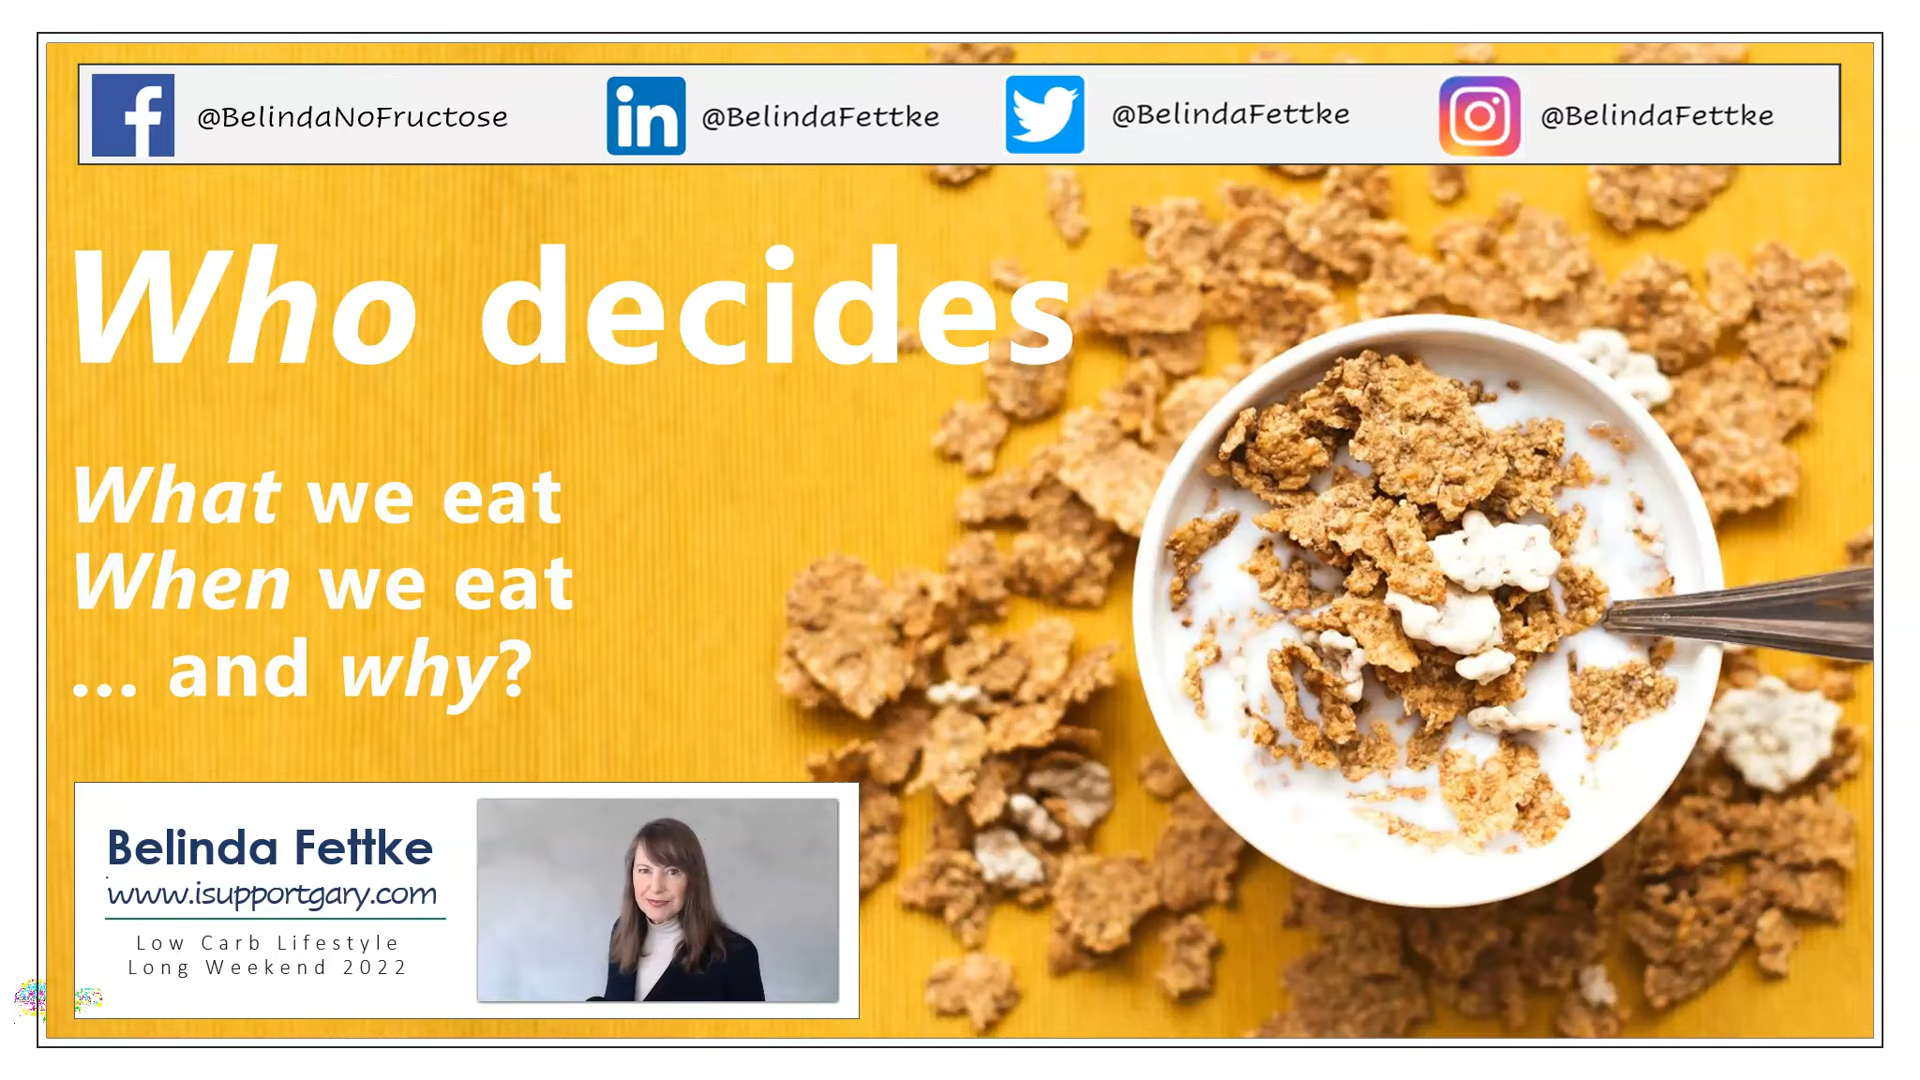 @BelindaNoFructose
@BelindaFettke
@BelindaFettke
@BelindaFettke
Who decides
What we eat
When we eat
... and why?
Belinda Fettke
www.isupportgary.com
Low Carb Lifestyle
Long Weekend 2022